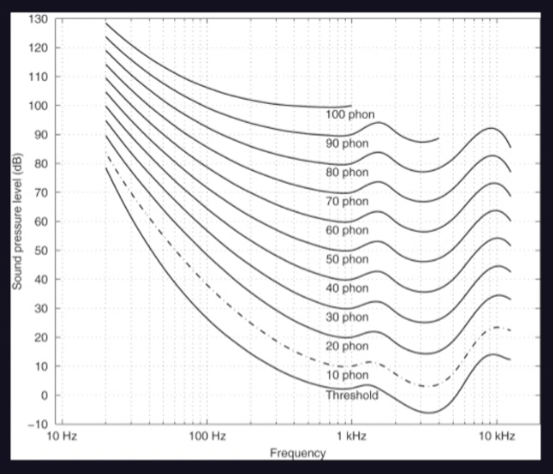 130
120
110
100
90
80
70
60
50
40
30
20
10
0
−10
Sound pressure level (dB)
100 phon
90 phon
80 phon
70 phon
60 phon
50 phon
40 phon
30 phon
20 phon
10 phon
Threshold
10 Hz 100 Hz 1 kHz 10 kHz
Frequency